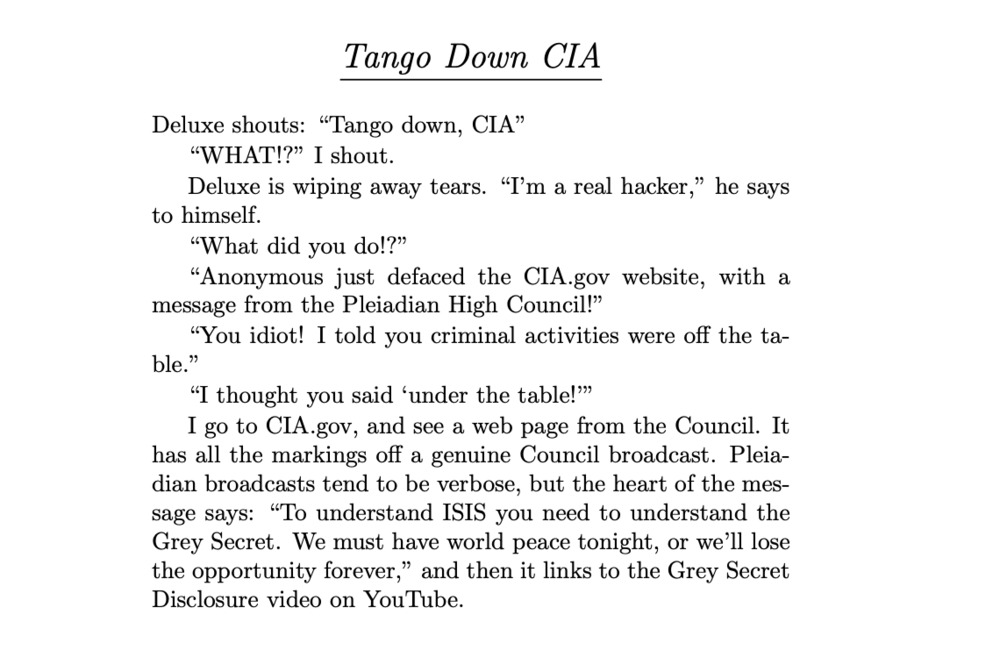 Tango Down CIA
Deluxe shouts: “Tango down, CIA”
“WHAT!?” I shout.
Deluxe is wiping away tears. “I’m a real hacker,” he says
to himself.
“What did you do!?”
“Anonymous just defaced the CIA.gov website, with a
message from the Pleiadian High Council!”
“You idiot! I told you criminal activities were off the ta-
ble.”
“I thought you said ‘under the table!’”
I go to CIA.gov, and see a web page from the Council. It
has all the markings off a genuine Council broadcast. Pleia-
dian broadcasts tend to be verbose, but the heart of the mes-
sage says: “To understand ISIS you need to understand the
Grey Secret. We must have world peace tonight, or we’ll lose
the opportunity forever,” and then it links to the Grey Secret
Disclosure video on YouTube.